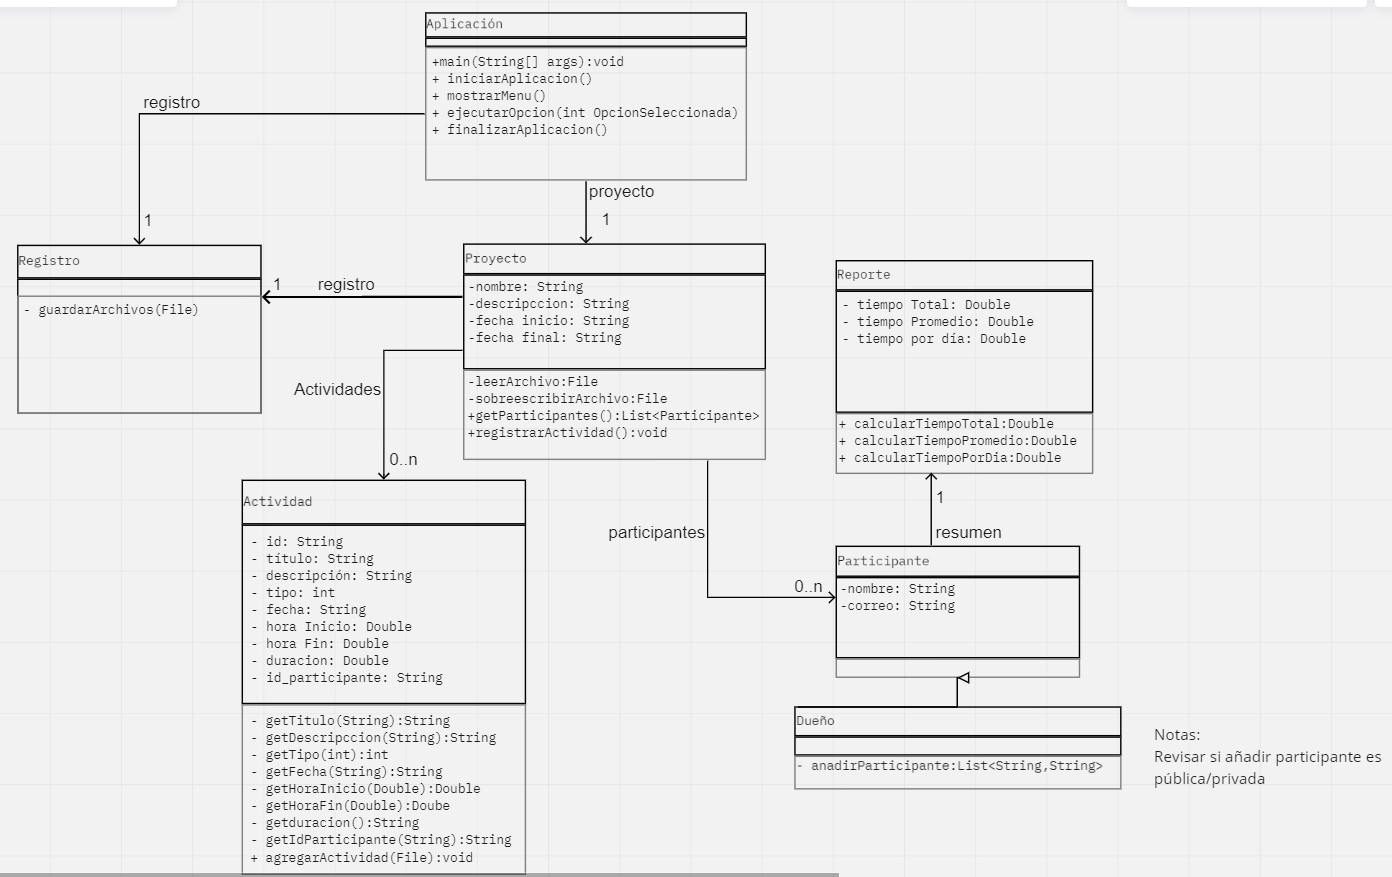 Aplicación
+main(String[] args):void
+ iniciarAplicacion()
+ mostrarMenu()
+ ejecutarOpcion(int OpcionSeleccionada)
+ finalizarAplicacion()
registro
1
proyecto
1
Registro
- guardarArchivos(File)
1
registro
Proyecto
-nombre: String
-descripccion: String
-fecha inicio: String
-fecha final: String
-leerArchivo:File
-sobreescribirArchivo:File
+getParticipantes():List<Participante>
+registrarActividad():void
Reporte
- tiempo Total: Double
- tiempo Promedio: Double
- tiempo por día: Double
+ calcularTiempoTotal:Double
+ calcularTiempoPromedio:Double
+ calcularTiempoPorDia:Double
Actividades
0..n
Actividad
- id: String
- título: String
- descripción: String
- tipo: int
- fecha: String
- hora Inicio: Double
- hora Fin: Double
- duracion: Double
- id_participante: String
- getTitulo(String):String
- getDescripccion(String):String
- getTipo(int):int
- getFecha(String):String
- getHoraInicio(Double):Double
- getHoraFin(Double):Doube
- getduracion():String
- getIdParticipante(String):String
+ agregarActividad(File):void
participantes
0..n
1
resumen
Participante
-nombre: String
-correo: String
Dueño
- anadirParticipante:List<String,String>
Notas:
Revisar si añadir participante es
pública/privada